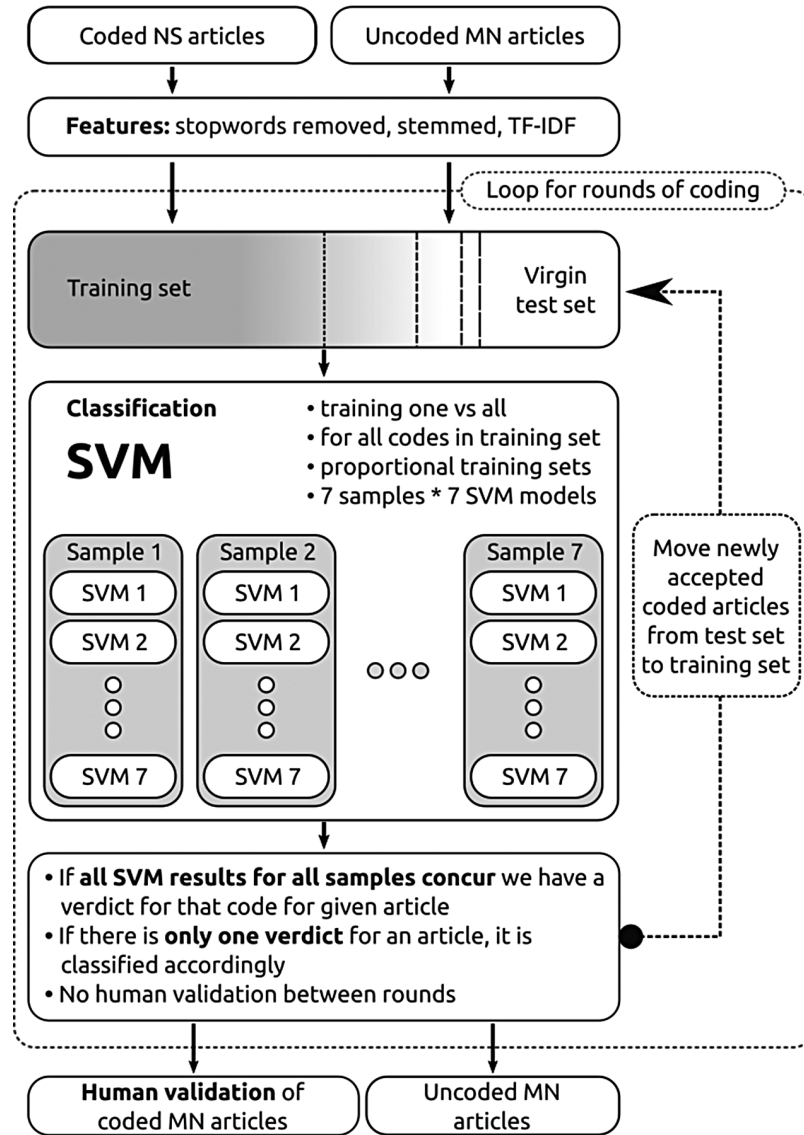 Coded NS articles
Uncoded MN articles
Features: stopwords removed, stemmed, TF-IDF
Loop for rounds of coding
Training set
Virgin
test set
Classification
SVM
• training one vs all
• for all codes in training set
• proportional training sets
• 7 samples * 7 SVM models
Sample 1
SVM 1
SVM 2
SVM 7
Sample 2
SVM 1
SVM 2
SVM 7
Sample 7
SVM 1
SVM 2
SVM 7
Move newly
accepted
coded articles
from test set
to training set
• If all SVM results for all samples concur we have a
verdict for that code for given article
• If there is only one verdict for an article, it is
classified accordingly
• No human validation between rounds
Human validation of
coded MN articles
Uncoded MN
articles